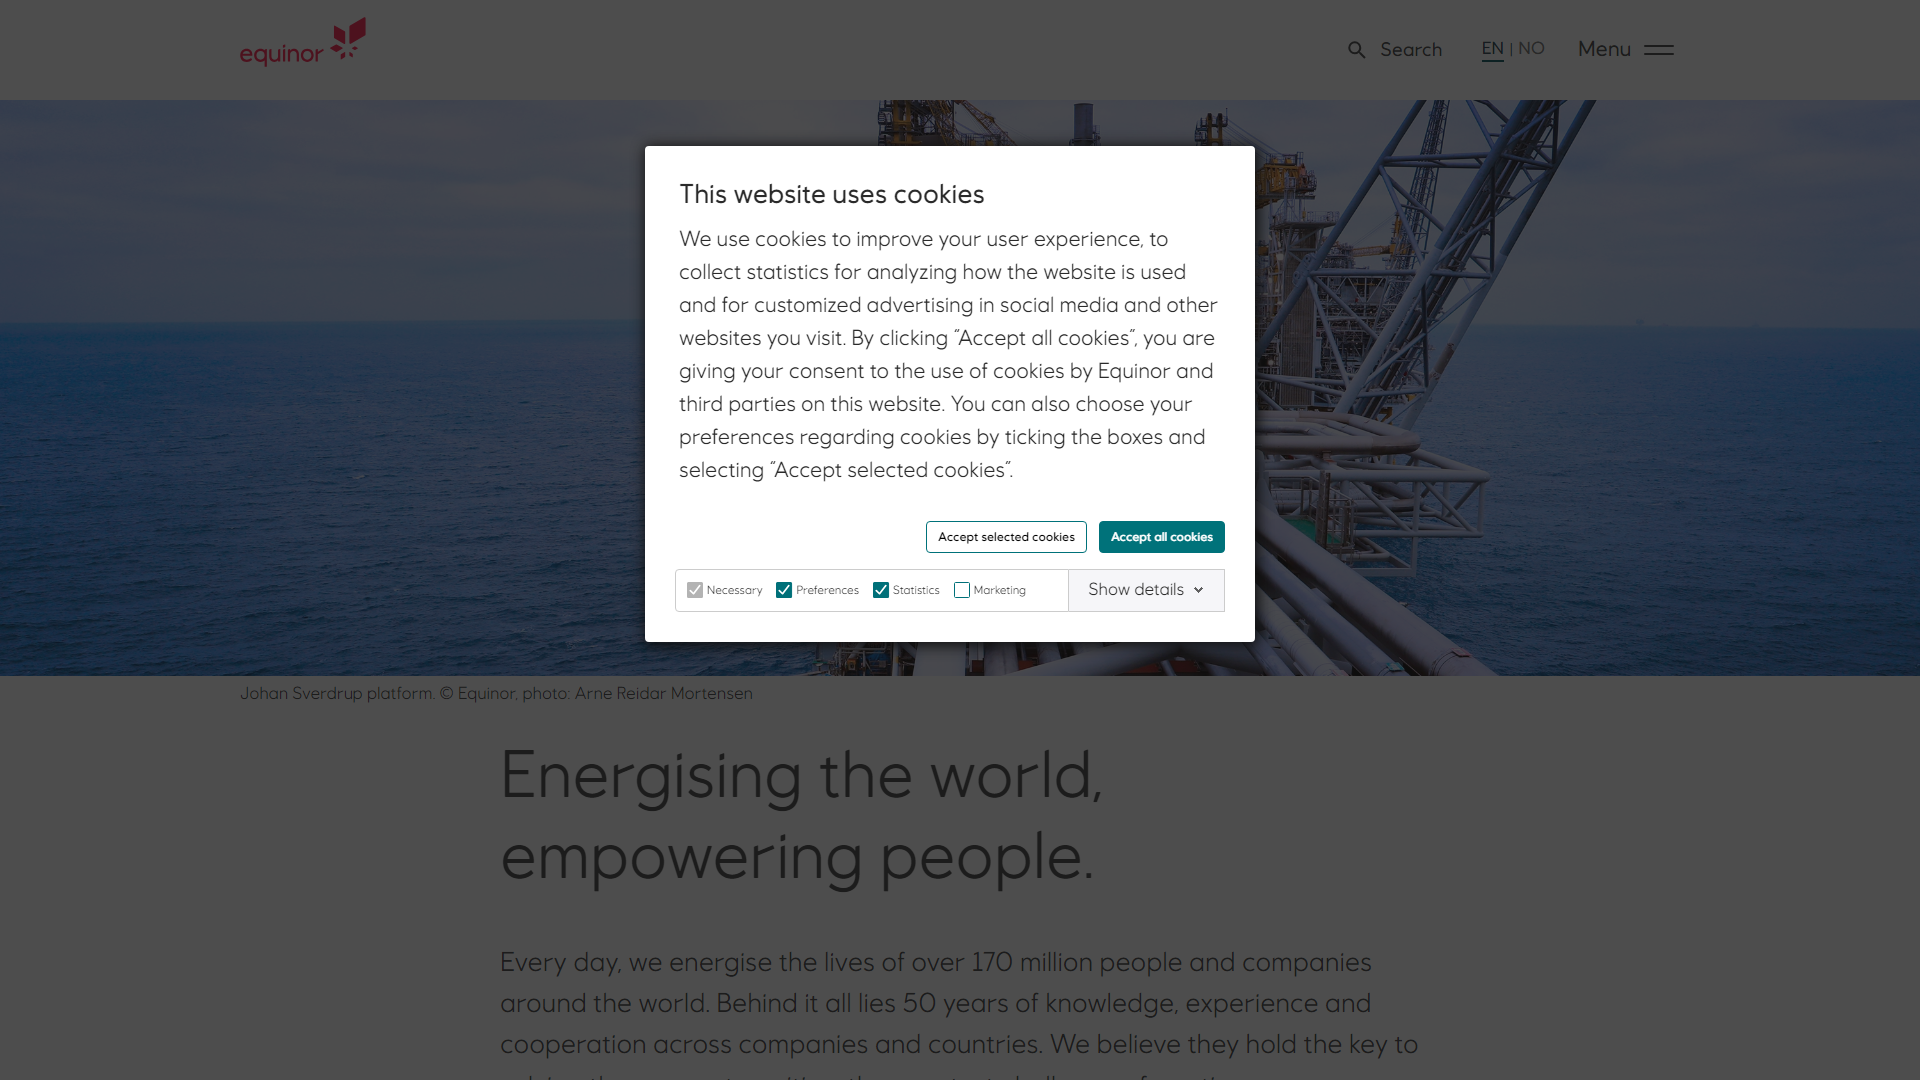 equinor
Search
EN | NO
Menu
This website uses cookies
We use cookies to improve your user experience, to
collect statistics for analyzing how the website is used
and for customized advertising in social media and other
websites you visit. By clicking “Accept all cookies”, you are
giving your consent to the use of cookies by Equinor and
third parties on this website. You can also choose your
preferences regarding cookies by ticking the boxes and
selecting “Accept selected cookies”.
Accept selected cookies
Accept all cookies
Necessary
Preferences
Statistics
Marketing
Show details
Johan Sverdrup platform. © Equinor, photo: Arne Reidar Mortensen
Energising the world,
empowering people.
Every day, we energise the lives of over 170 million people and companies
around the world. Behind it all lies 50 years of knowledge, experience and
cooperation across companies and countries. We believe they hold the key to